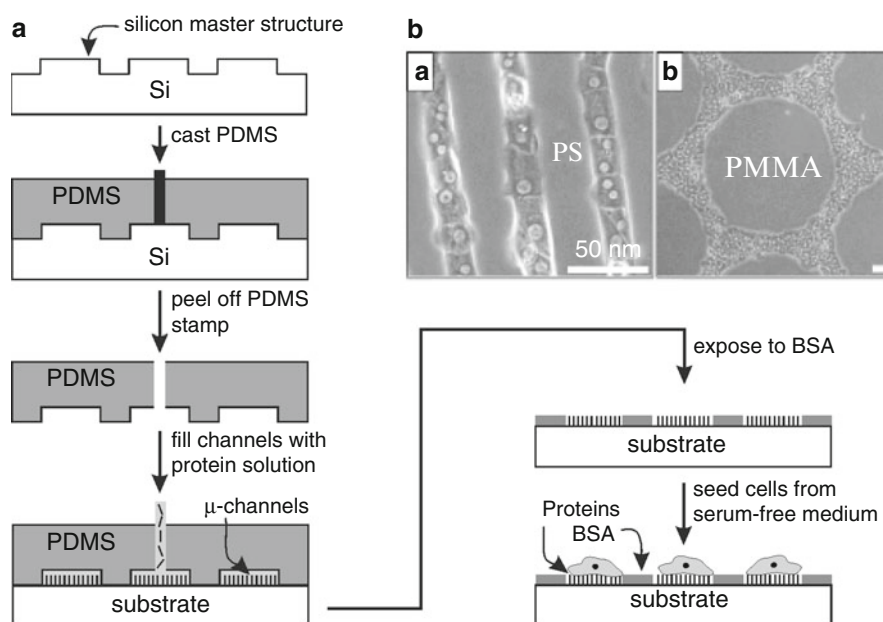 a
silicon master structure
Si
cast PDMS
PDMS
Si
peel off PDMS
stamp
PDMS
fill channels with
protein solution
µ-channels
PDMS
substrate
b
a
PS
50 nm
b
PMMA
expose to BSA
substrate
seed cells from
serum-free medium
Proteins
BSA
substrate